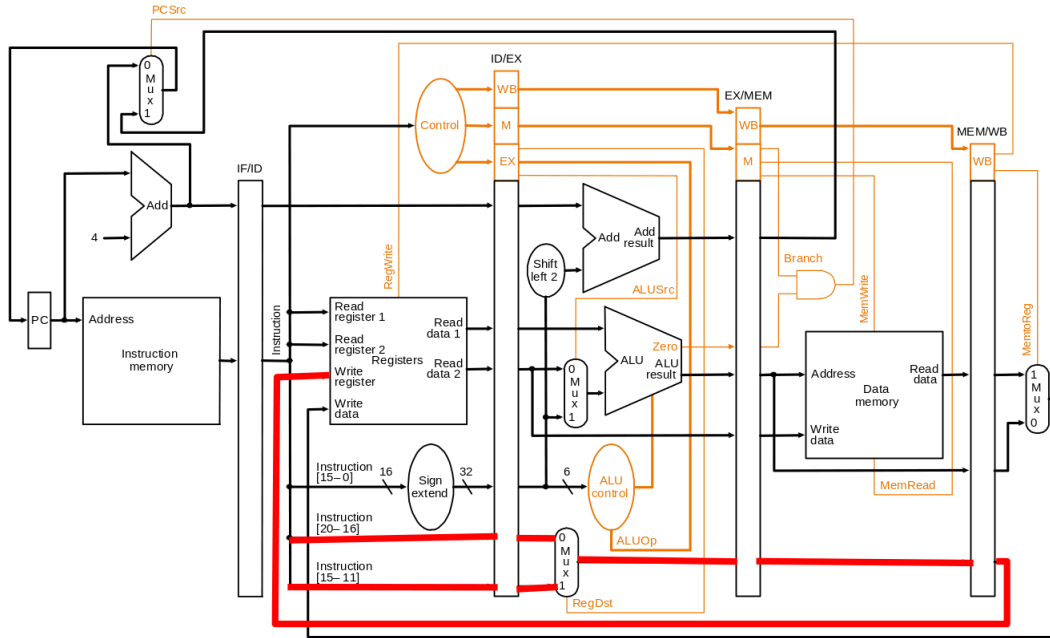 PCSrc
ID/EX
EX/MEM
MEM/WB
IF/ID
0
M
u
x
1
Control
WB
M
EX
WB
M
WB
Add
4
RegWrite
Add
Add
result
Shift
left 2
Branch
ALUSrc
MemWrite
MemtoReg
PC
Address
Instruction
memory
Instruction
Read
register 1
Read
register 2
Write
register
Write
data
Registers
Read
data 1
Read
data 2
0
M
u
x
1
ALU
Zero
ALU
result
Address
Write
data
Data
memory
Read
data
1
M
u
x
0
Instruction
[15– 0]
16
Sign
extend
32
6
ALU
control
MemRead
Instruction
[20– 16]
Instruction
[15– 11]
0
M
u
x
1
ALUOp
RegDst